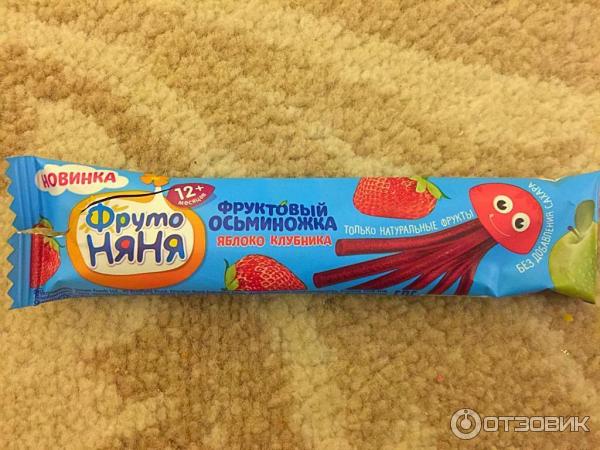 НОВИНКА
Фруто
НЯНЯ
12+
месяцев
ФРУКТОВЫЙ
ОСЬМИНОЖКА
ЯБЛОКО КЛУБНИКА
ТОЛЬКО НАТУРАЛЬНЫЕ ФРУКТЫ
БЕЗ ДОБАВЛЕНИЯ САХАРА
ОТЗОВИК